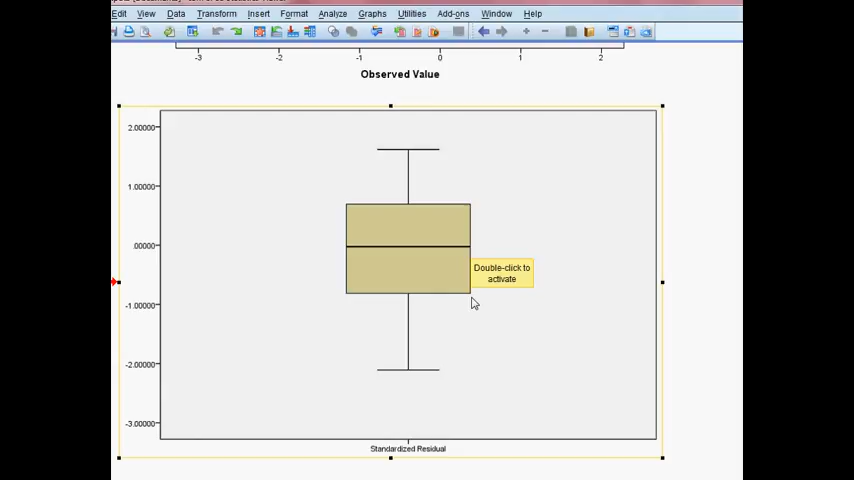 Edit View Data Transform Insert Format Analyze Graphs Utilities Add-ons Window Help
-3 -2 -1 0 1 2
Observed Value
2.00000
1.00000
.00000
-1.00000
-2.00000
-3.00000
Double-click to
activate
Standardized Residual